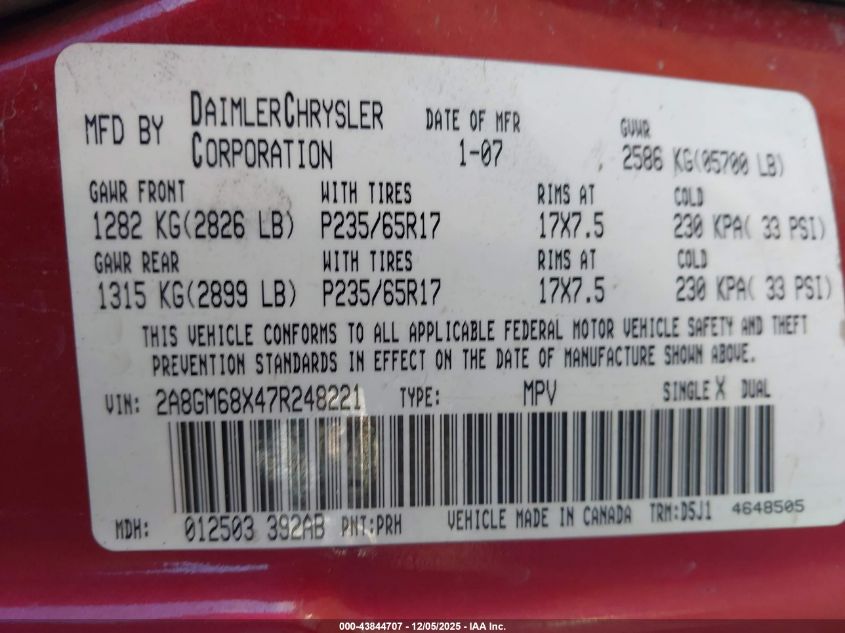 MFD BY DAIMLERCHRYSLER CORPORATION DATE OF MFR 1-07 GVWR 2586 KG(05700 LB)
GAWR FRONT WITH TIRES RIMS AT COLD
1282 KG(2826 LB) P235/65R17 17X7.5 230 KPA( 33 PSI)
GAWR REAR WITH TIRES RIMS AT COLD
1315 KG(2899 LB) P235/65R17 17X7.5 230 KPA( 33 PSI)
THIS VEHICLE CONFORMS TO ALL APPLICABLE FEDERAL MOTOR VEHICLE SAFETY AND THEFT
PREVENTION STANDARDS IN EFFECT ON THE DATE OF MANUFACTURE SHOWN ABOVE.
VIN: 2A8GM68X47R248221 TYPE: MPV SINGLE X DUAL
MDH: 012503 392AB PNT:PRH VEHICLE MADE IN CANADA TRM:D5J1 4648505
000-43844707 - 12/05/2025 - IAA Inc.